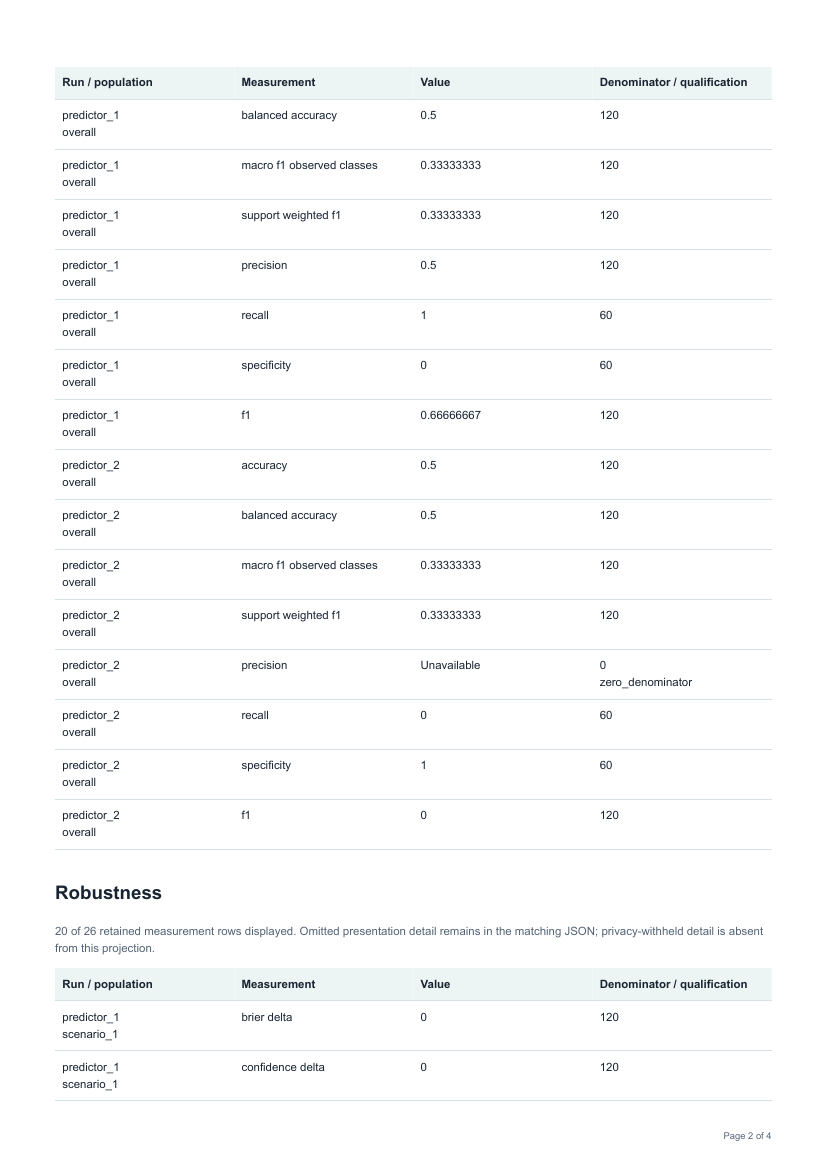 Run / population Measurement Value Denominator / qualification
predictor_1 balanced accuracy 0.5 120
overall
predictor_1 macro f1 observed classes 0.33333333 120
overall
predictor_1 support weighted f1 0.33333333 120
overall
predictor_1 precision 0.5 120
overall
predictor_1 recall 1 60
overall
predictor_1 specificity 0 60
overall
predictor_1 f1 0.66666667 120
overall
predictor_2 accuracy 0.5 120
overall
predictor_2 balanced accuracy 0.5 120
overall
predictor_2 macro f1 observed classes 0.33333333 120
overall
predictor_2 support weighted f1 0.33333333 120
overall
predictor_2 precision Unavailable 0
overall zero_denominator
predictor_2 recall 0 60
overall
predictor_2 specificity 1 60
overall
predictor_2 f1 0 120
overall
Robustness
20 of 26 retained measurement rows displayed. Omitted presentation detail remains in the matching JSON; privacy-withheld detail is absent
from this projection.
Run / population Measurement Value Denominator / qualification
predictor_1 brier delta 0 120
scenario_1
predictor_1 confidence delta 0 120
scenario_1
Page 2 of 4